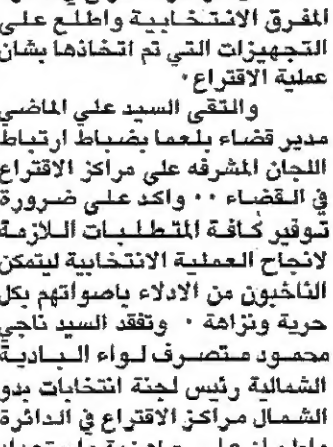 المفرق الانتخابية واطلع على
التجهيزات التي تم اتخاذها بشان
عملية الاقتراع ·
والتقى السيد علي الماضي
مدير قضاء بلعما بضباط ارتباط
اللجان المشرفه على مراكز الاقتراع
في القضاء ·· واكد على ضرورة
توفير كافة المتطلبات اللازمة
لانجاح العملية الانتخابية ليتمكن
الناخبون من الادلاء باصواتهم بكل
حرية ونزاهة · وتفقد السيد ناجي
محمود متصرف لواء البادية
الشمالية رئيس لجنة انتخابات بدو
الشمال مراكز الاقتراع في الدائرة